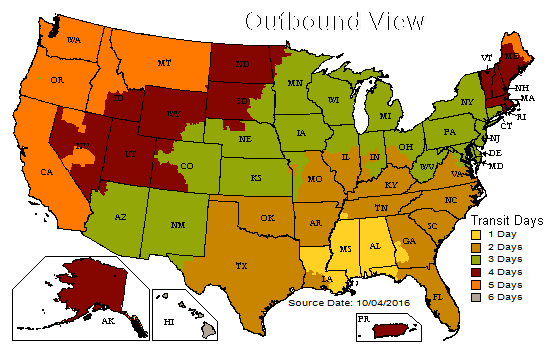 Outbound View
WA
MT
ND
OR
ID
WY
SD
MN
WI
MI
NY
VT
ME
NH
MA
RI
CT
NJ
DE
MD
PA
NV
UT
CO
NE
IA
IL
IN
OH
WV
VA
CA
KS
MO
KY
NC
AZ
NM
OK
AR
TN
SC
TX
LA
MS
AL
GA
FL
AK
HI
PR
Transit Days
1 Day
2 Days
3 Days
4 Days
5 Days
6 Days
Source Date: 10/04/2016